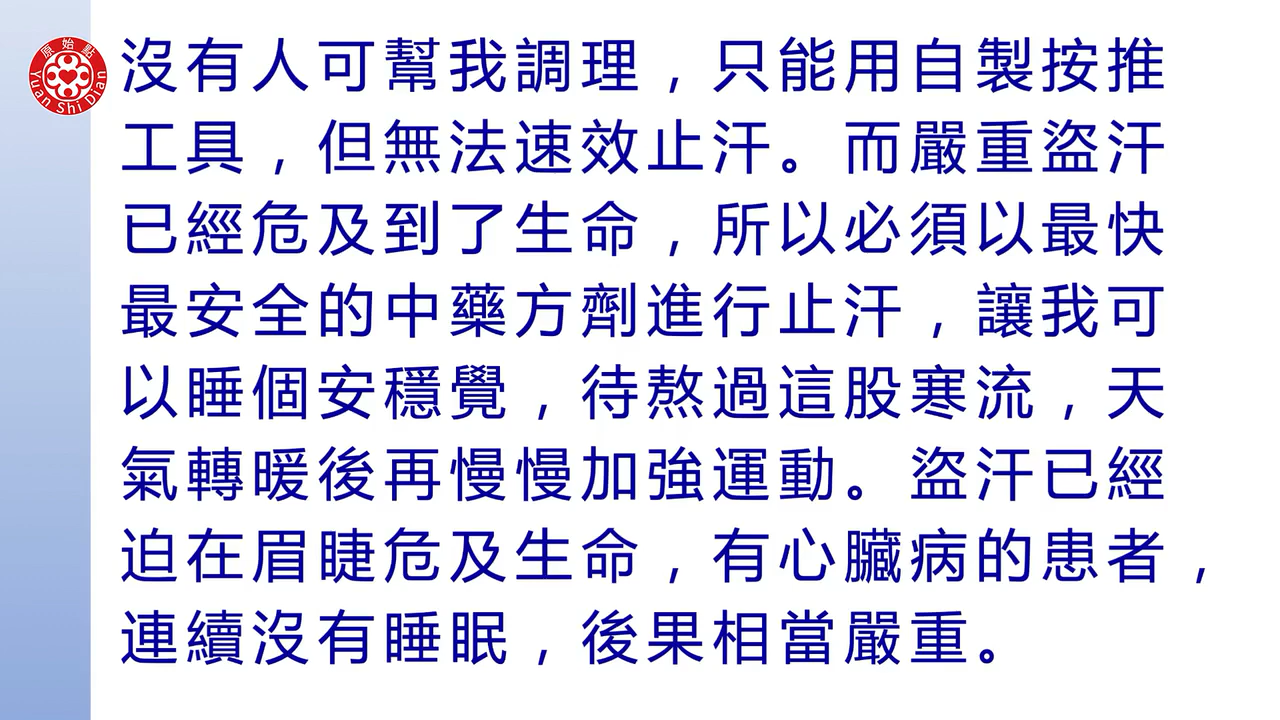 原始點
Yuan Shi Dian
沒有人可幫我調理，只能用自製按推
工具，但無法速效止汗。而嚴重盜汗
已經危及到了生命，所以必須以最快
最安全的中藥方劑進行止汗，讓我可
以睡個安穩覺，待熬過這股寒流，天
氣轉暖後再慢慢加強運動。盜汗已經
迫在眉睫危及生命，有心臟病的患者，
連續沒有睡眠，後果相當嚴重。